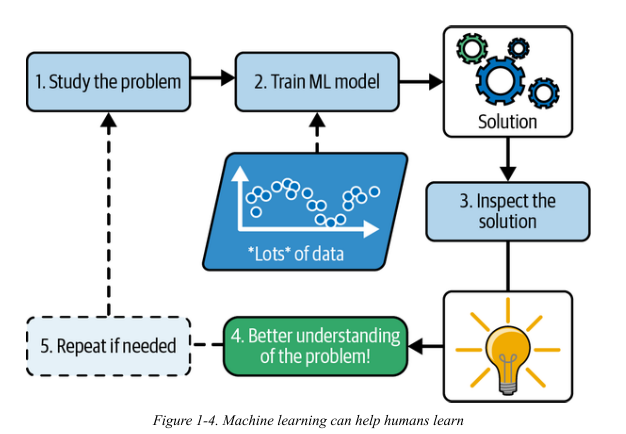 1. Study the problem
2. Train ML model
Solution
*Lots* of data
3. Inspect the
solution
4. Better understanding
of the problem!
5. Repeat if needed
Figure 1-4. Machine learning can help humans learn